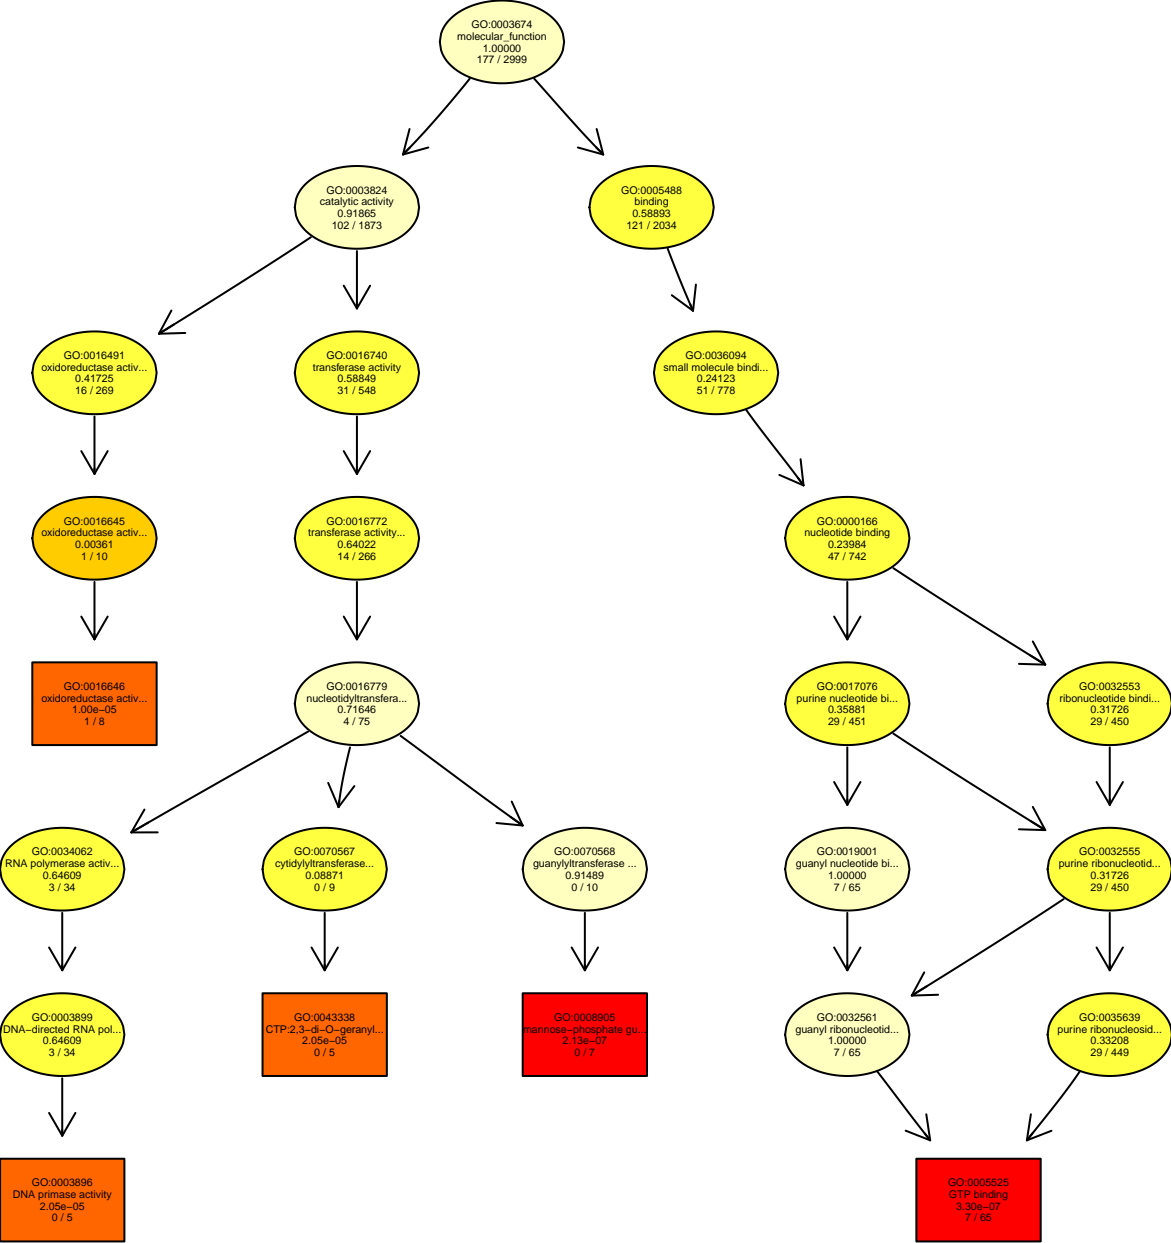 GO:0003674
molecular_function
1.00000
177 / 2999
GO:0003824
catalytic activity
0.91865
102 / 1873
GO:0005488
binding
0.58893
121 / 2034
GO:0016491
oxidoreductase activ...
0.41725
16 / 269
GO:0016740
transferase activity
0.58849
31 / 548
GO:0036094
small molecule bindi...
0.24123
51 / 778
GO:0016645
oxidoreductase activ...
0.00361
1 / 10
GO:0016772
transferase activity...
0.64022
14 / 266
GO:0000166
nucleotide binding
0.23984
47 / 742
GO:0016646
oxidoreductase activ...
1.00e−05
1 / 8
GO:0016779
nucleotidyltransfera...
0.71646
4 / 75
GO:0017076
purine nucleotide bi...
0.35881
29 / 451
GO:0032553
ribonucleotide bindi...
0.31726
29 / 450
GO:0034062
RNA polymerase activ...
0.64609
3 / 34
GO:0070567
cytidylyltransferase...
0.08871
0 / 9
GO:0070568
guanylyltransferase ...
0.91489
0 / 10
GO:0019001
guanyl nucleotide bi...
1.00000
7 / 65
GO:0032555
purine ribonucleotid...
0.31726
29 / 450
GO:0003899
DNA−directed RNA pol...
0.64609
3 / 34
GO:0043338
CTP:2,3−di−O−geranyl...
2.05e−05
0 / 5
GO:0008905
mannose−phosphate gu...
2.13e−07
0 / 7
GO:0032561
guanyl ribonucleotid...
1.00000
7 / 65
GO:0035639
purine ribonucleosid...
0.33208
29 / 449
GO:0003896
DNA primase activity
2.05e−05
0 / 5
GO:0005525
GTP binding
3.30e−07
7 / 65